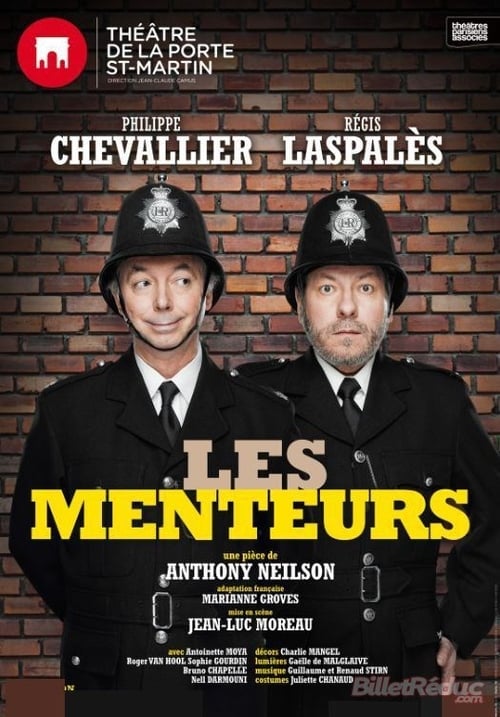 THÉÂTRE
DE LA PORTE
ST-MARTIN
DIRECTION JEAN-CLAUDE CAMUS
théâtres
parisiens
associés
PHILIPPE
CHEVALLIER
RÉGIS
LASPALÈS
LES
MENTEURS
une pièce de
ANTHONY NEILSON
adaptation française
MARIANNE GROVES
mise en scène
JEAN-LUC MOREAU
avec Antoinette MOYA
Roger VAN HOOL Sophie GOURDIN
Bruno CHAPELLE
Nell DARMOUNI
décors Charlie MANGEL
lumières Gaëlle de MALGLAIVE
musique Guillaume et Renaud STIRN
costumes Juliette CHANAUD
BilletRéduc
.com